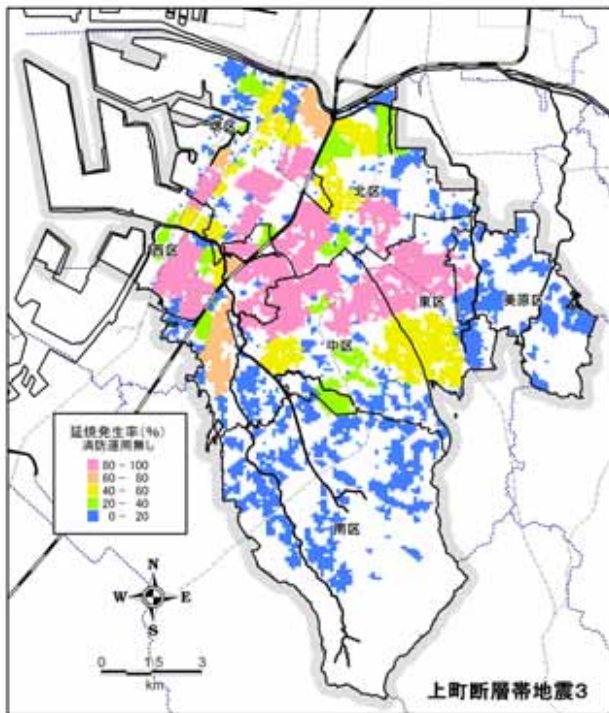 堺区
北区
西区
東区
美原区
中区
延焼発生率(%)
消防運用無し
80 - 100
60 - 80
40 - 60
20 - 40
0 - 20
南区
N
W
E
S
0 1.5 3
km
上町断層帯地震3